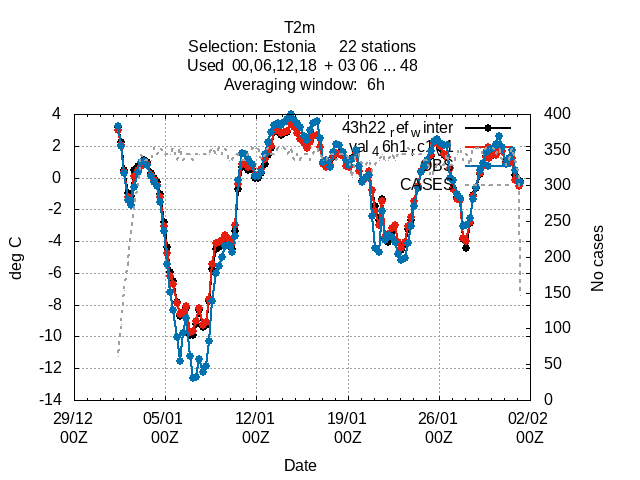 T2m
Selection: Estonia 22 stations
Used 00,06,12,18 + 03 06 ... 48
Averaging window: 6h
4 400
43h22 ref winter
2 350
OBS
0 CASES 300
-2 250
deg C
-4 200
No cases
-6 150
-8 100
-10
-12 50
-14 0
29/12 05/01 12/01 19/01 26/01 02/02
00Z 00Z 00Z 00Z 00Z 00Z
Date